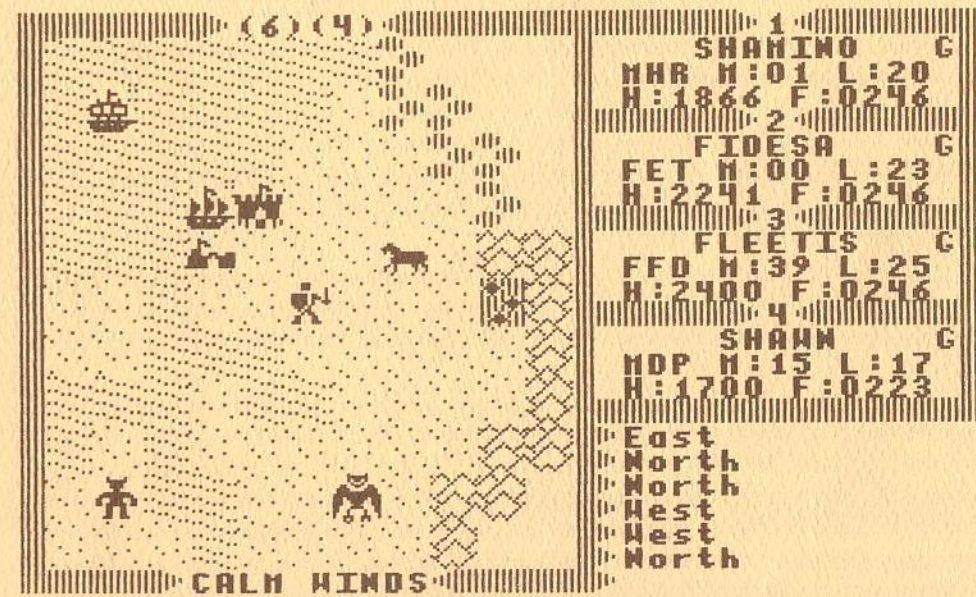 (6)(4)
1
SHAMINO G
MHR M:01 L:20
H:1866 F:0246
2
FIDESA G
FET M:00 L:23
H:2241 F:0246
3
FLEETIS G
FFD M:39 L:25
H:2400 F:0246
4
SHAWN G
MDP M:15 L:17
H:1700 F:0223
East
North
North
West
West
North
CALM WINDS